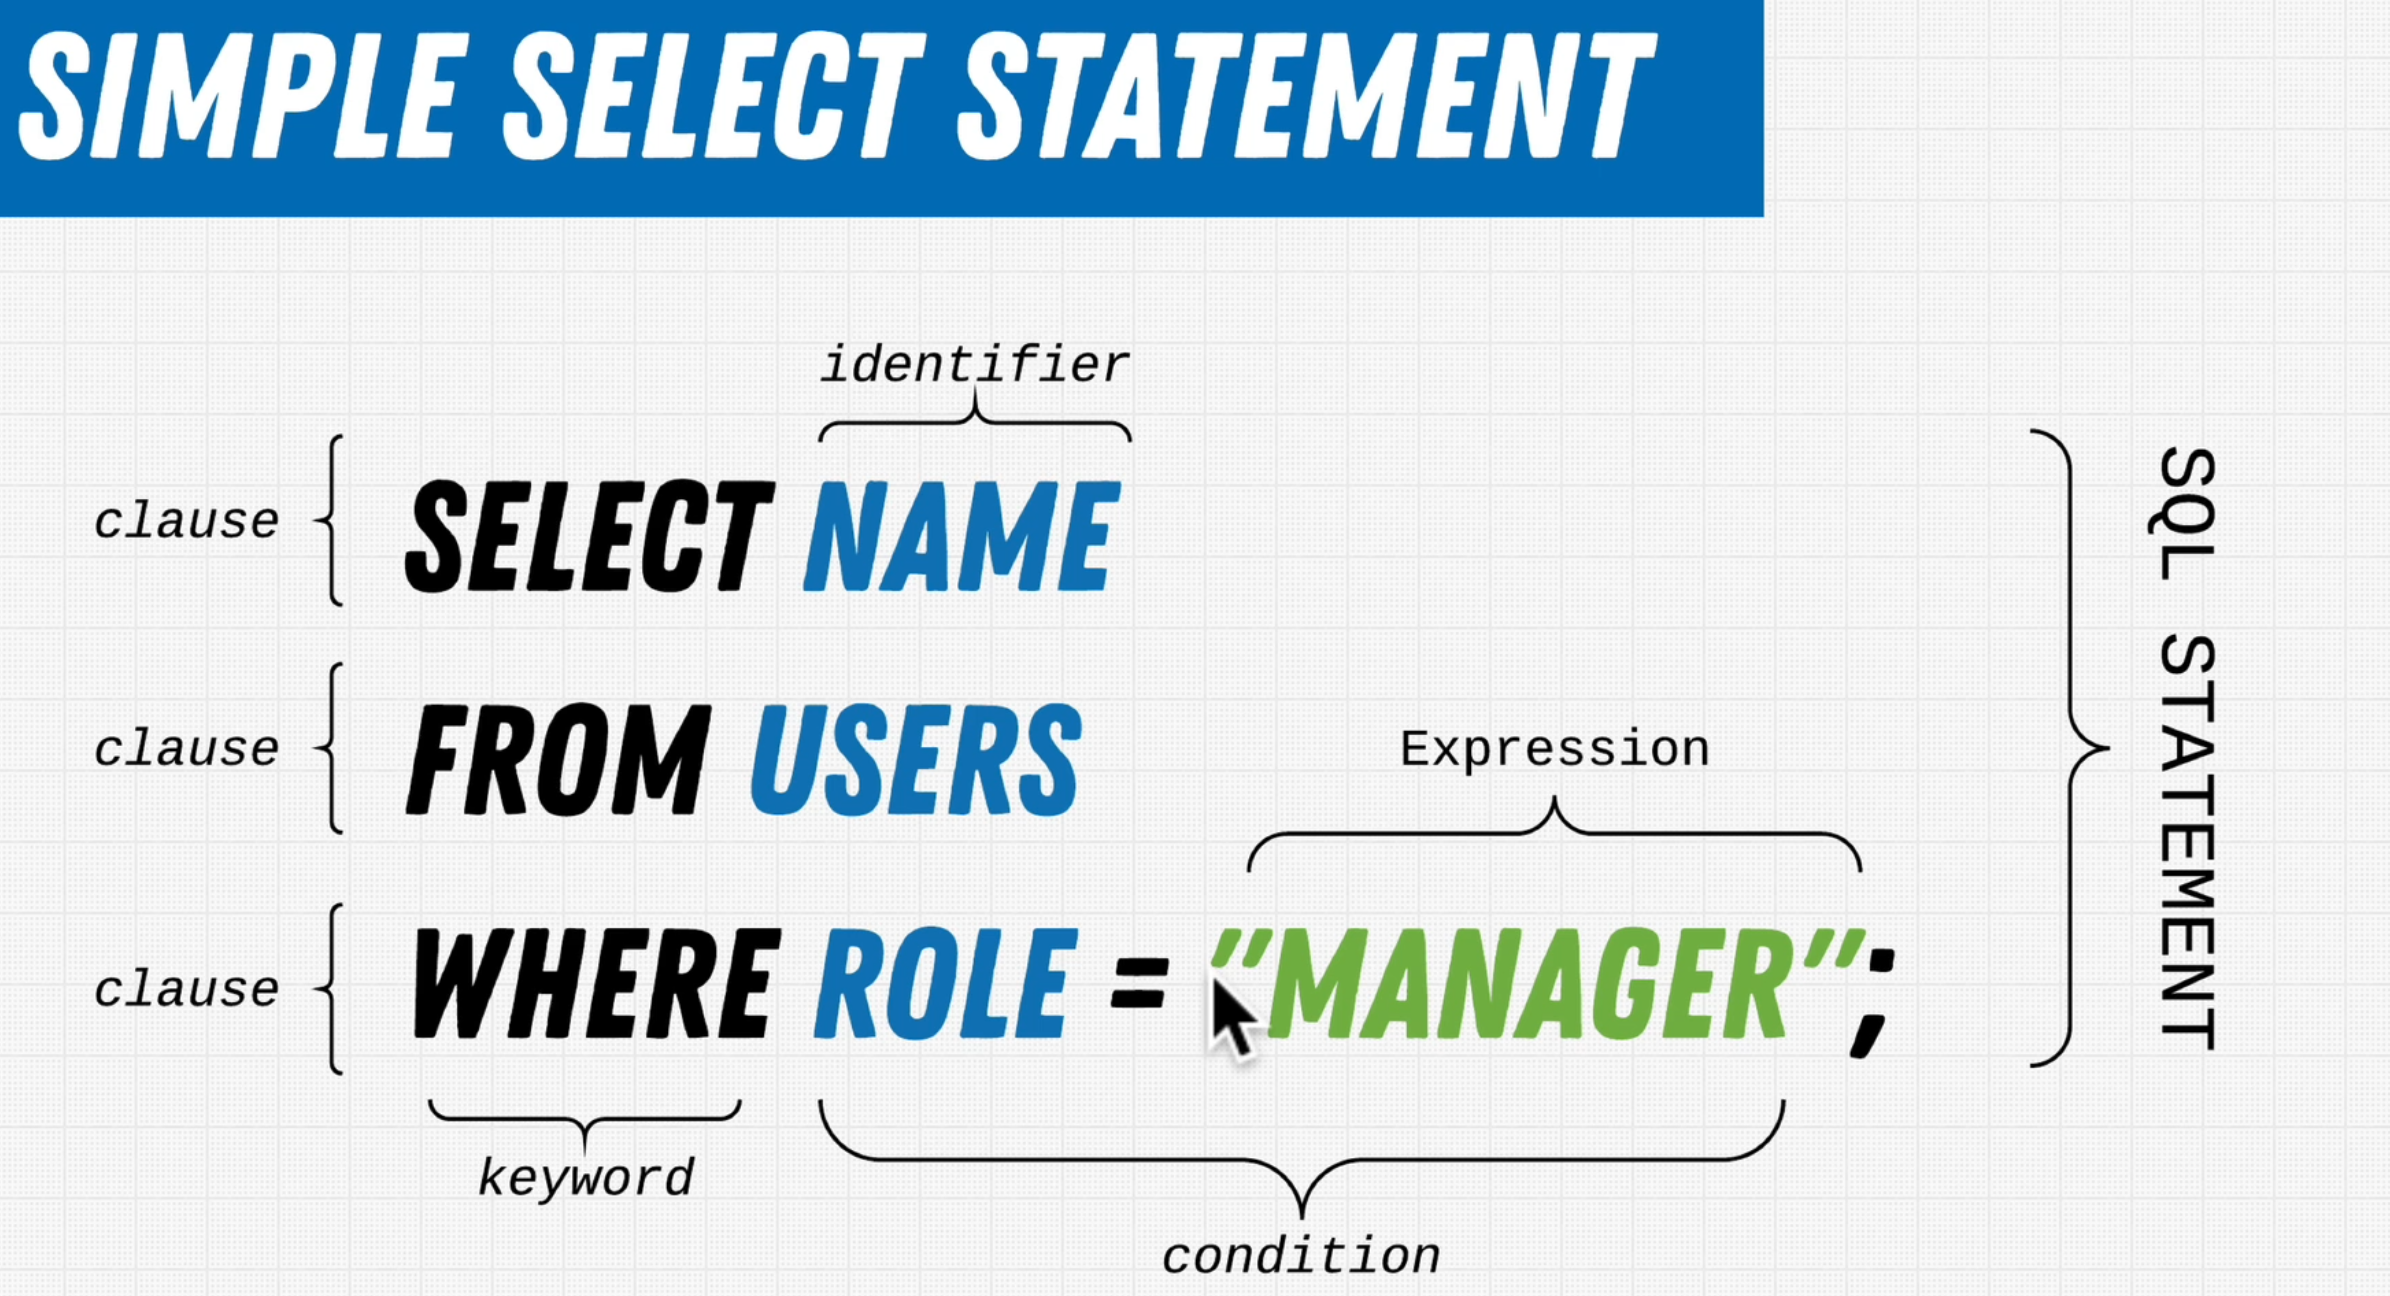 SIMPLE SELECT STATEMENT
identifier
clause
SELECT NAME
clause
FROM USERS
Expression
clause
WHERE ROLE = "MANAGER";
keyword
condition
SQL STATEMENT